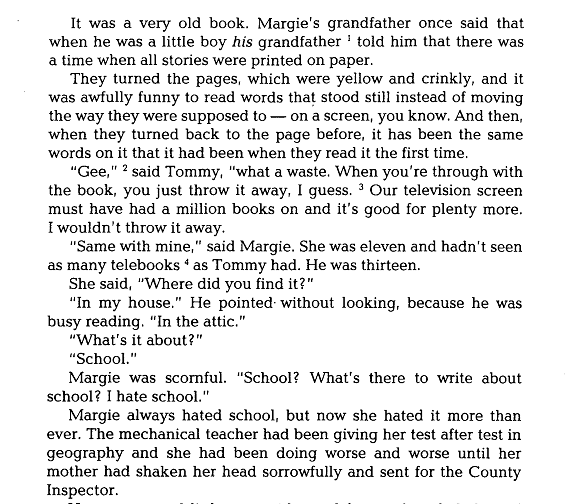 It was a very old book. Margie's grandfather once said that
when he was a little boy his grandfather ¹ told him that there was
a time when all stories were printed on paper.
They turned the pages, which were yellow and crinkly, and it
was awfully funny to read words that stood still instead of moving
the way they were supposed to — on a screen, you know. And then,
when they turned back to the page before, it has been the same
words on it that it had been when they read it the first time.
"Gee," ² said Tommy, "what a waste. When you're through with
the book, you just throw it away, I guess. ³ Our television screen
must have had a million books on and it's good for plenty more.
I wouldn't throw it away.
"Same with mine," said Margie. She was eleven and hadn't seen
as many telebooks ⁴ as Tommy had. He was thirteen.
She said, "Where did you find it?"
"In my house." He pointed without looking, because he was
busy reading. "In the attic."
"What's it about?"
"School."
Margie was scornful. "School? What's there to write about
school? I hate school."
Margie always hated school, but now she hated it more than
ever. The mechanical teacher had been giving her test after test in
geography and she had been doing worse and worse until her
mother had shaken her head sorrowfully and sent for the County
Inspector.